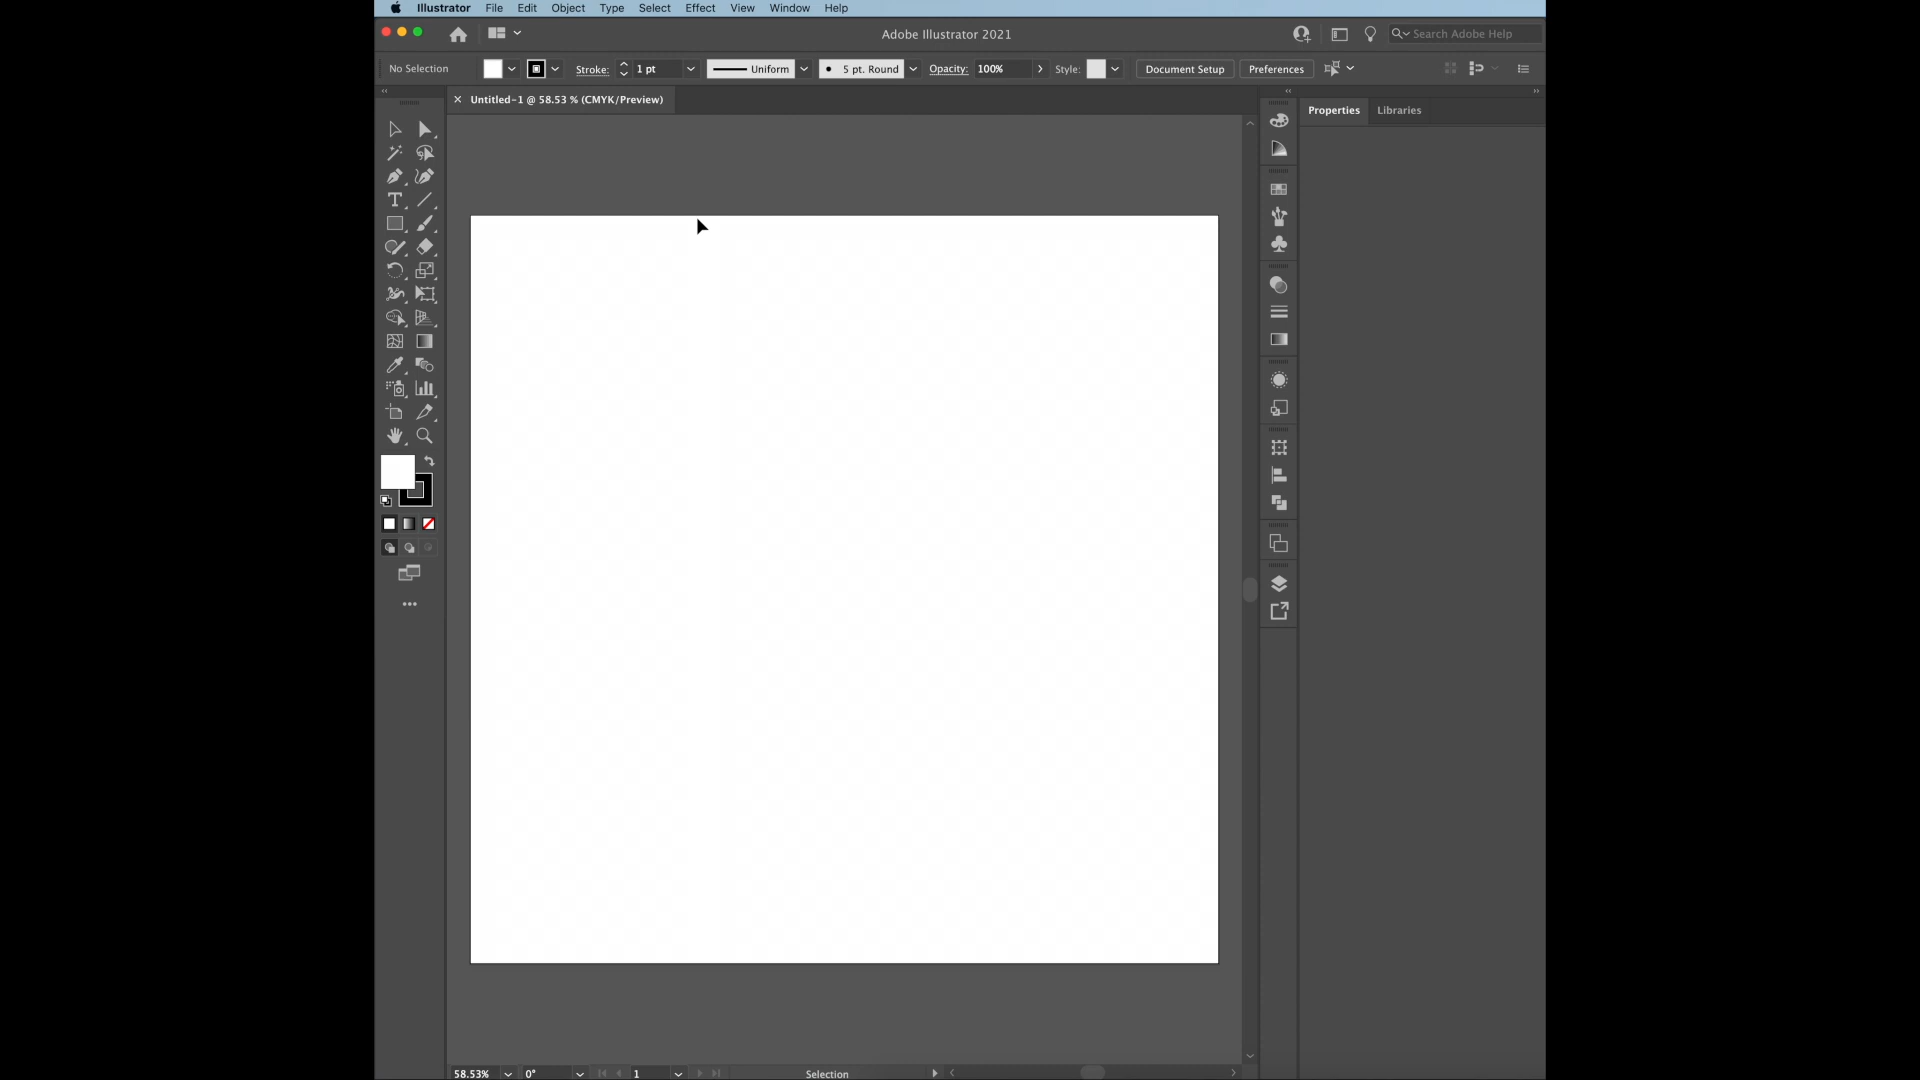 Illustrator File Edit Object Type Select Effect View Window Help
Adobe Illustrator 2021
Search Adobe Help
No Selection Stroke: 1 pt Uniform 5 pt. Round Opacity: 100% Style: Document Setup Preferences
Untitled-1 @ 58.53 % (CMYK/Preview)
Properties Libraries
58.53% 0° 1 Selection